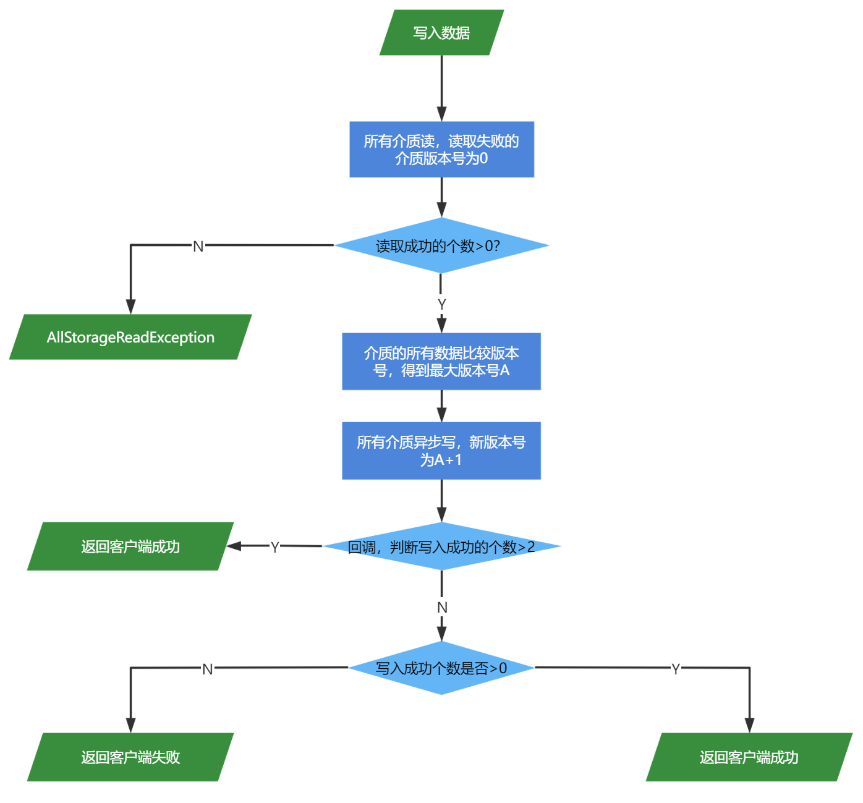 写入数据
所有介质读，读取失败的
介质版本号为0
读取成功的个数>0?
N
Y
AllStorageReadException
介质的所有数据比较版本
号，得到最大版本号A
所有介质异步写，新版本号
为A+1
返回客户端成功
Y
回调，判断写入成功的个数>2
N
写入成功个数是否>0
N
Y
返回客户端失败
返回客户端成功